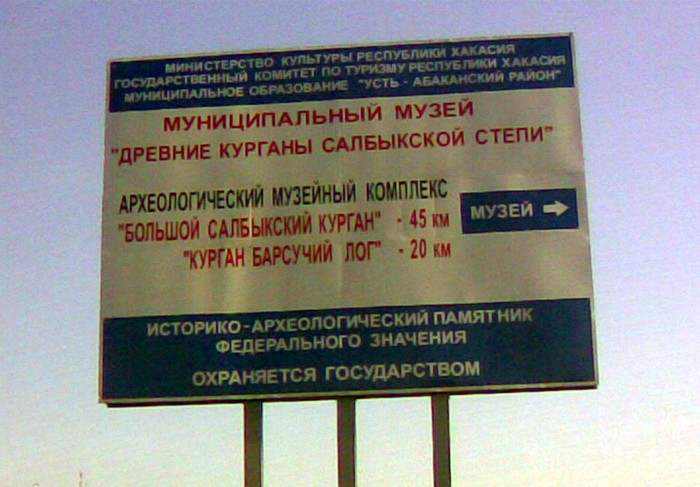 МИНИСТЕРСТВО КУЛЬТУРЫ РЕСПУБЛИКИ ХАКАСИЯ
ГОСУДАРСТВЕННЫЙ КОМИТЕТ ПО ТУРИЗМУ РЕСПУБЛИКИ ХАКАСИЯ
МУНИЦИПАЛЬНОЕ ОБРАЗОВАНИЕ "УСТЬ - АБАКАНСКИЙ РАЙОН"
МУНИЦИПАЛЬНЫЙ МУЗЕЙ
"ДРЕВНИЕ КУРГАНЫ САЛБЫКСКОЙ СТЕПИ"
АРХЕОЛОГИЧЕСКИЙ МУЗЕЙНЫЙ КОМПЛЕКС
"БОЛЬШОЙ САЛБЫКСКИЙ КУРГАН" - 45 км
"КУРГАН БАРСУЧИЙ ЛОГ" - 20 км
МУЗЕЙ
ИСТОРИКО-АРХЕОЛОГИЧЕСКИЙ ПАМЯТНИК
ФЕДЕРАЛЬНОГО ЗНАЧЕНИЯ
ОХРАНЯЕТСЯ ГОСУДАРСТВОМ